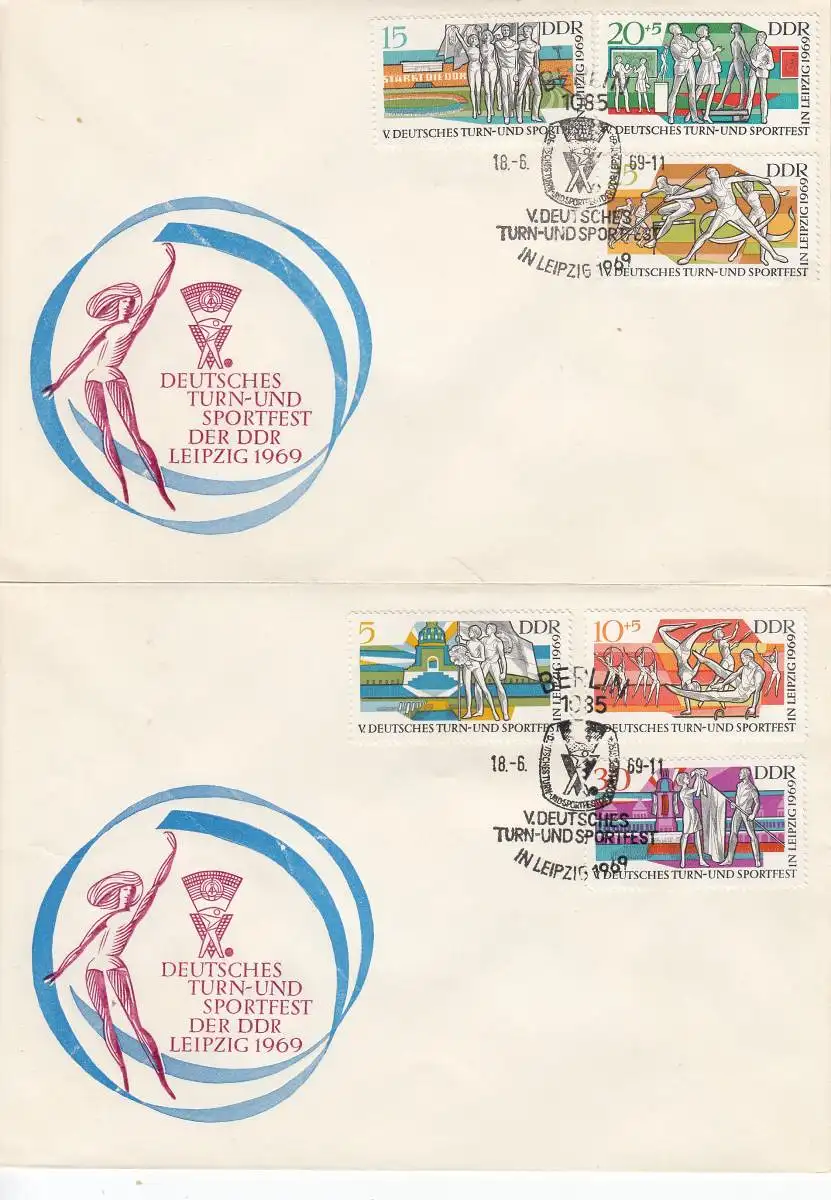 15
STÄRKT DIE DDR
IN LEIPZIG 1969
V. DEUTSCHES TURN-UND SPORTFEST
20+5
DDR
IN LEIPZIG 1969
V. DEUTSCHES TURN-UND SPORTFEST
5
DDR
IN LEIPZIG 1969
V. DEUTSCHES TURN-UND SPORTFEST
BERLIN
1085
18.-6. 69-11
V. DEUTSCHES
TURN-UND SPORTFEST
IN LEIPZIG 1969
DEUTSCHES
TURN-UND
SPORTFEST
DER DDR
LEIPZIG 1969
5
DDR
IN LEIPZIG 1969
V. DEUTSCHES TURN-UND SPORTFEST
10+5
DDR
IN LEIPZIG 1969
DEUTSCHES TURN-UND SPORTFEST
30
DDR
IN LEIPZIG 1969
V. DEUTSCHES TURN-UND SPORTFEST
BERLIN
1085
18.-6. 69-11
V. DEUTSCHES
TURN-UND SPORTFEST
IN LEIPZIG 1969
DEUTSCHES
TURN-UND
SPORTFEST
DER DDR
LEIPZIG 1969